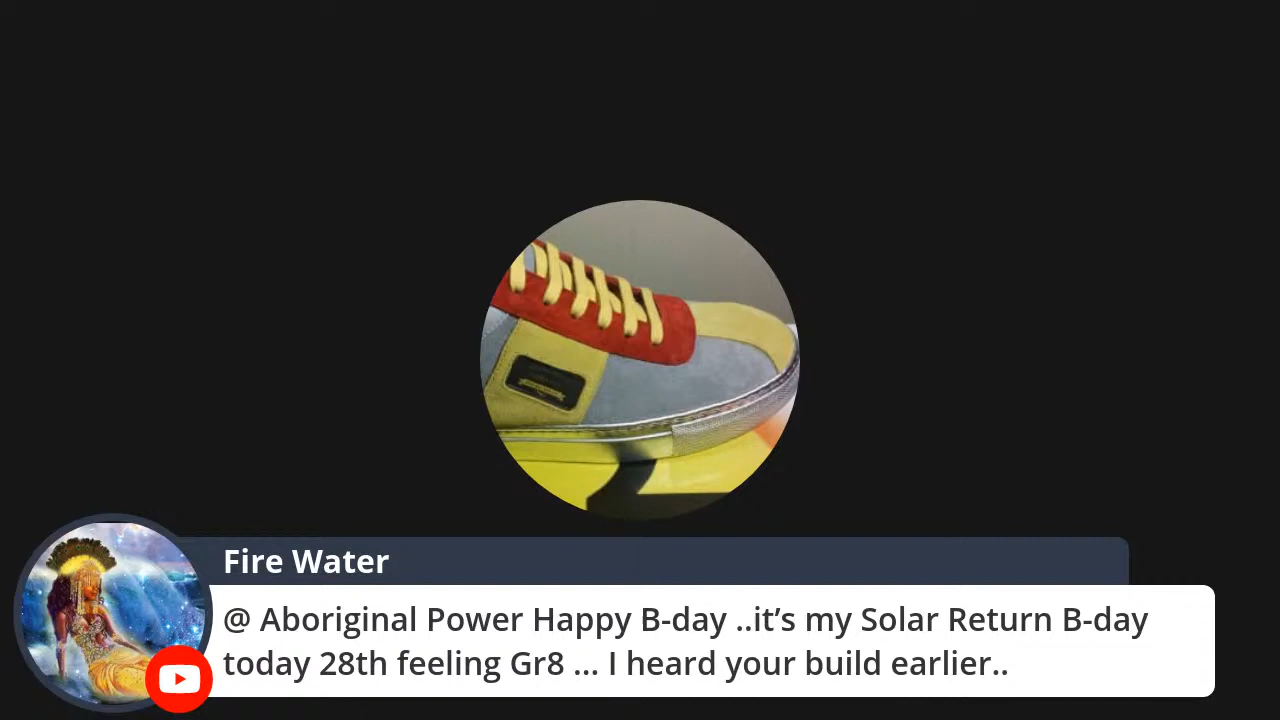 Fire Water
@ Aboriginal Power Happy B-day ..it’s my Solar Return B-day
today 28th feeling Gr8 ... I heard your build earlier..